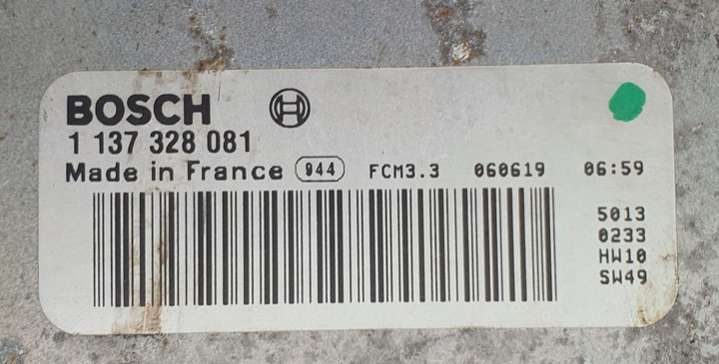 BOSCH
1 137 328 081
Made in France 944 FCM3.3 060619 06:59
5013
0233
HW10
SW49